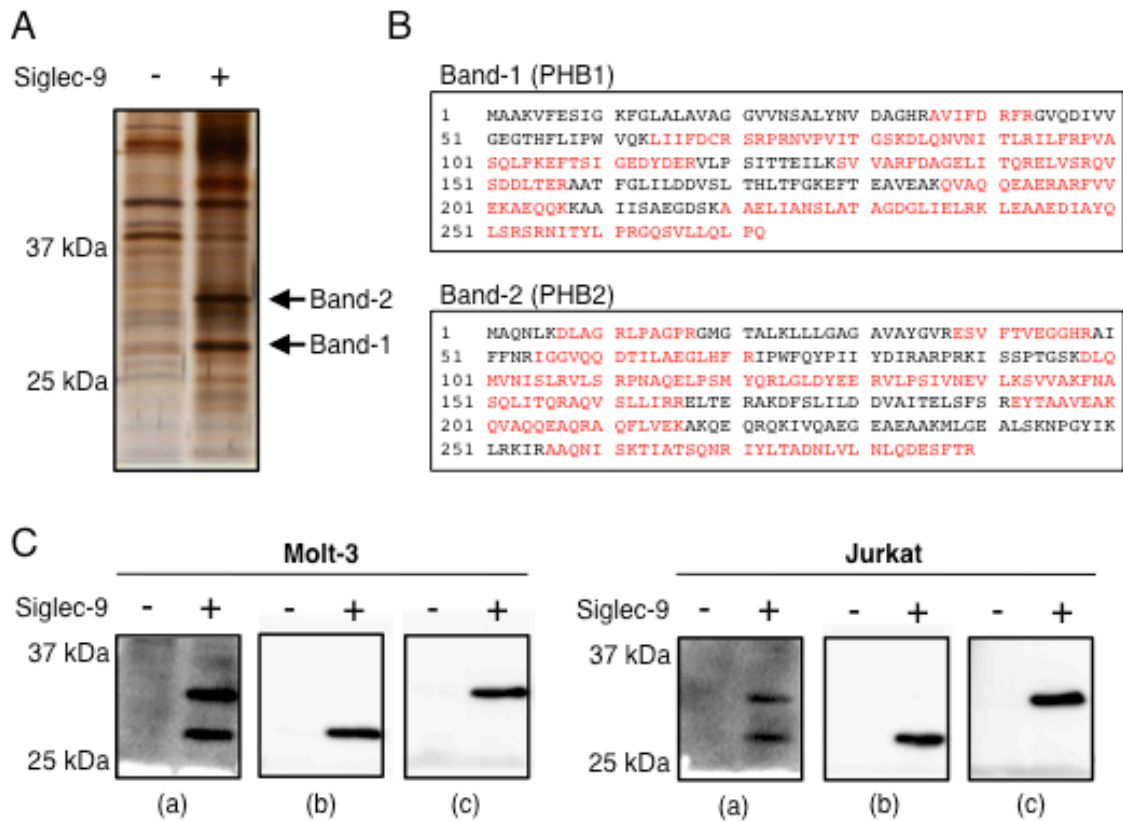 A
Siglec-9 - +
37 kDa
Band-2
Band-1
25 kDa
B
Band-1 (PHB1)
1 MAAKVFESIG KFGLALAVAG GVVNSALYNV DAGHRAVIFD RFRGVQDIVV
51 GEGTHFLIPW VQKLIIFDCR SRPRNVPVIT GSKDLQNVNI TLRILFRPVA
101 SQLPKEFTSIG EDYDERVLPS ITTEILKSV VARFDAGELI TQRELVSRQV
151 SDDLTERAAT FGLILDDVSL THLTFGKEFT EAVEAKQVAQ QEAERARFVV
201 EKAEQQKKAA IISAEGDSKA AELIANSLAT AGDGLIELRK LEAAEDIAYQ
251 LSRSRNITYL PRGQSVLLQL PQ
Band-2 (PHB2)
1 MAQNLKDLAG RLPAGPRGMG TALKLLLGAG AVAYGVRESV FTVEGGHRAI
51 FFNRIGGVQQ DTILAEGLHF RIPWFQYPII YDIRARPRKI SSPTGSKDLQ
101 MVNISLRVLS RPNAQELPSM YQRLGLDYEE RVLPSIVNEV LKSVVAKFNA
151 SQLITQRAQV SLLIRRELTE RAKDFSLILD DVAITELSFS REYTAAVEAK
201 QVAQQEAQRA QFLVEKAKQE QRQKIVQAEG EAEAAKMLGE ALSKNPGYIK
251 LRKIRAAQNI SKTIATSQNR IYLTADNLVL NLQDESFTR
C
Molt-3
Siglec-9 - + - + - +
37 kDa
25 kDa
(a) (b) (c)
Jurkat
Siglec-9 - + - + - +
37 kDa
25 kDa
(a) (b) (c)